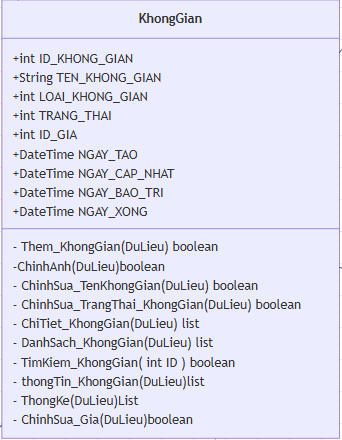 KhongGian
+int ID_KHONG_GIAN
+String TEN_KHONG_GIAN
+int LOAI_KHONG_GIAN
+int TRANG_THAI
+int ID_GIA
+DateTime NGAY_TAO
+DateTime NGAY_CAP_NHAT
+DateTime NGAY_BAO_TRI
+DateTime NGAY_XONG
- Them_KhongGian(DuLieu) boolean
-ChinhAnh(DuLieu)boolean
- ChinhSua_TenKhongGian(DuLieu) boolean
- ChinhSua_TrangThai_KhongGian(DuLieu) boolean
- ChiTiet_KhongGian(DuLieu) list
- DanhSach_KhongGian(DuLieu) list
- TimKiem_KhongGian( int ID ) boolean
- thongTin_KhongGian(DuLieu)list
- ThongKe(DuLieu)List
- ChinhSua_Gia(DuLieu)boolean